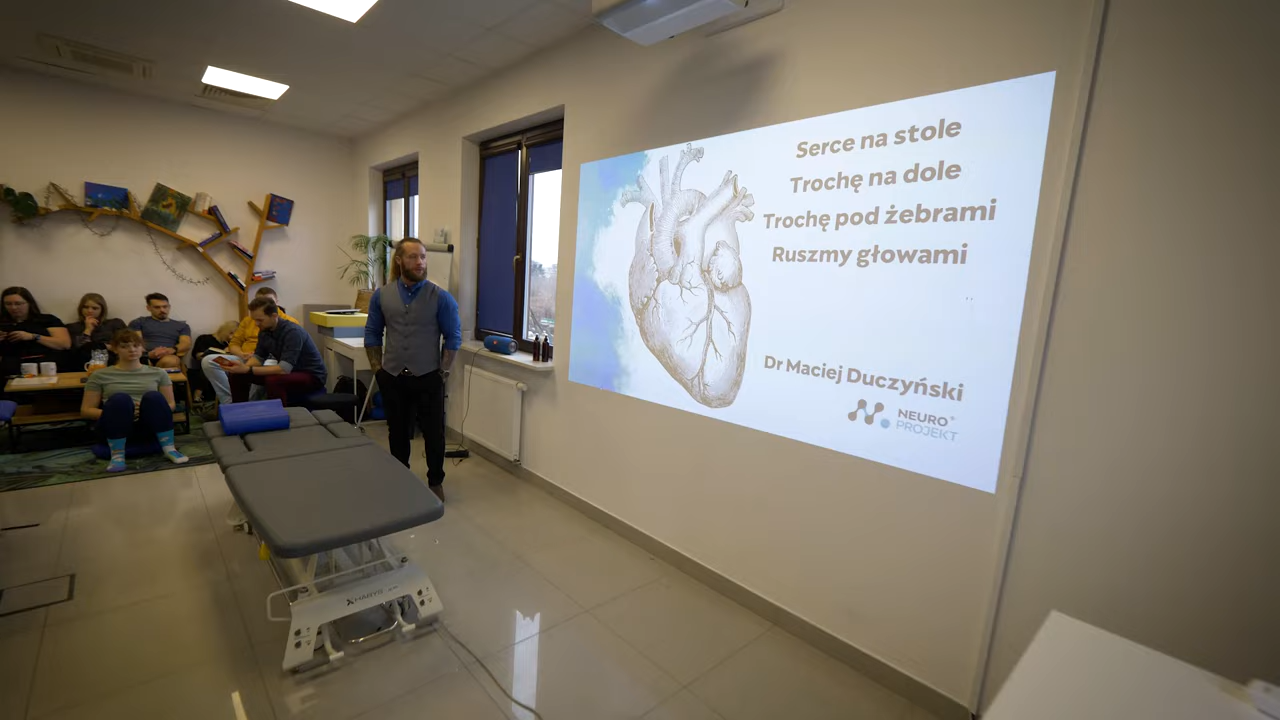 Serce na stole
Trochę na dole
Trochę pod żebrami
Ruszmy głowami
Dr Maciej Duczyński
NEURO
PROJEKT